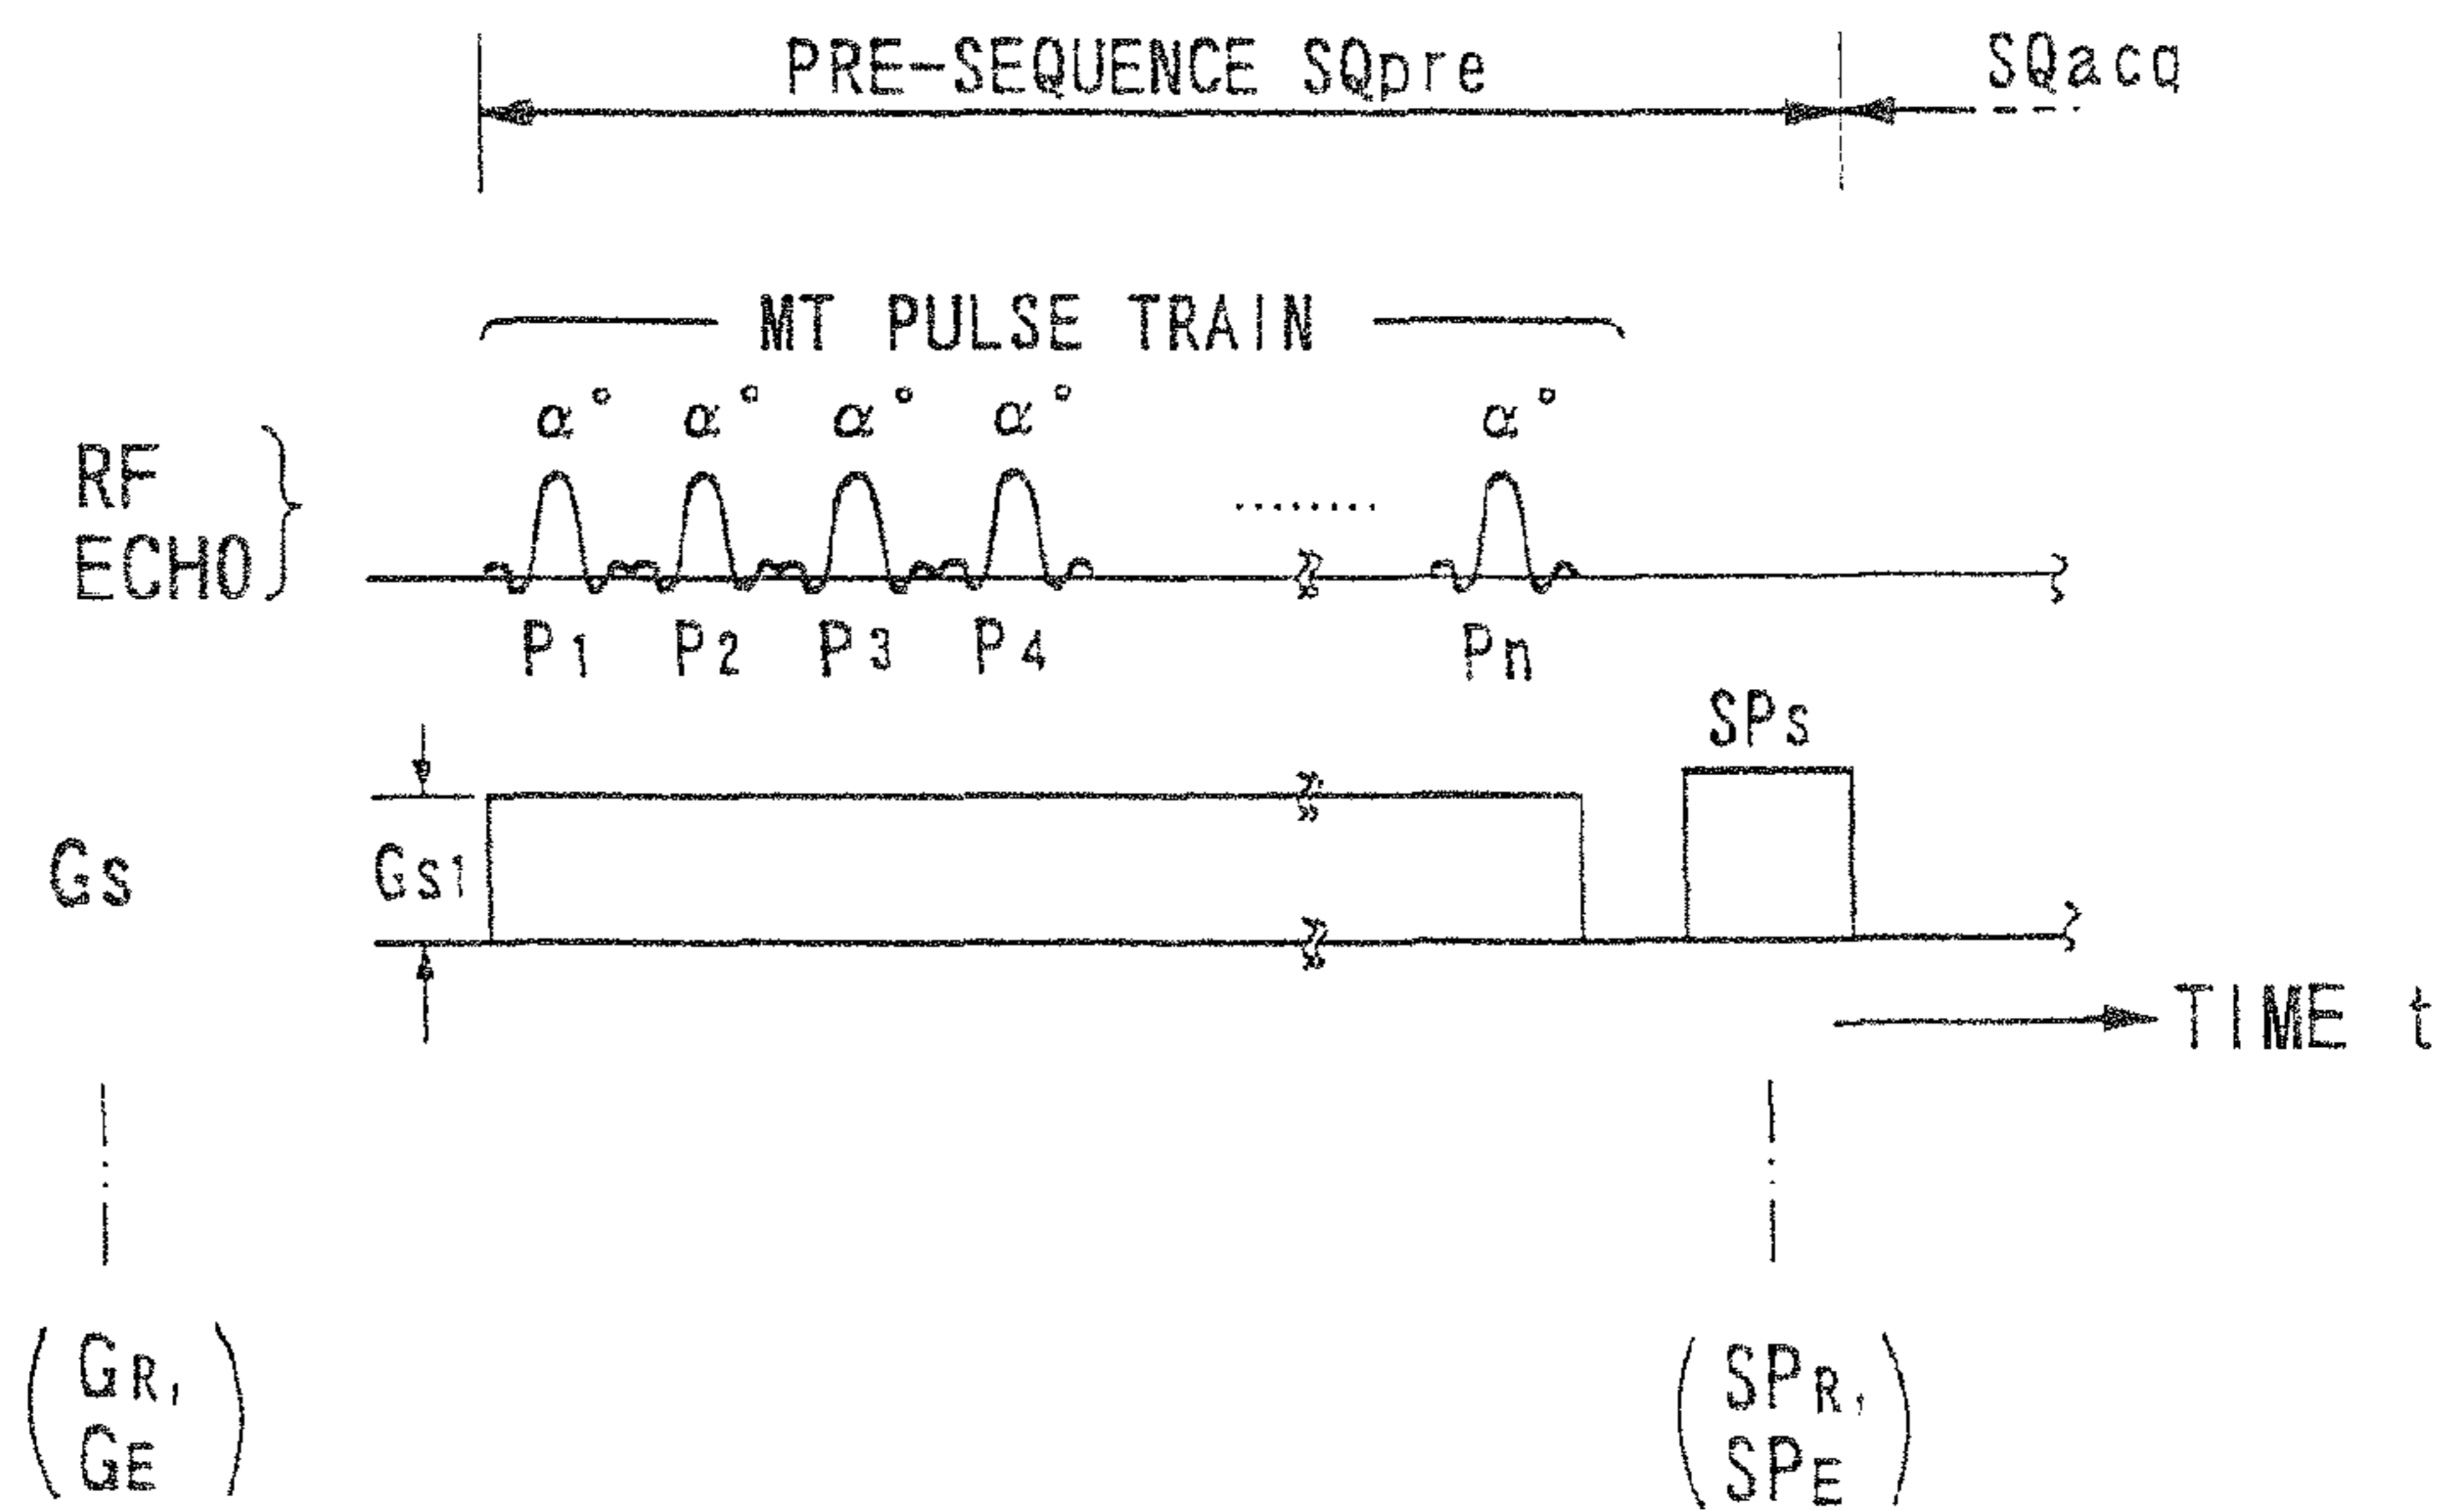 PRE-SEQUENCE SQpre
SQacq
MT PULSE TRAIN
α° α° α° α° ........ α°
RF
ECHO
P1 P2 P3 P4 Pn
SPs
Gs
Gs1
TIME t
(GR,
GE)
(SPR,
SPE)